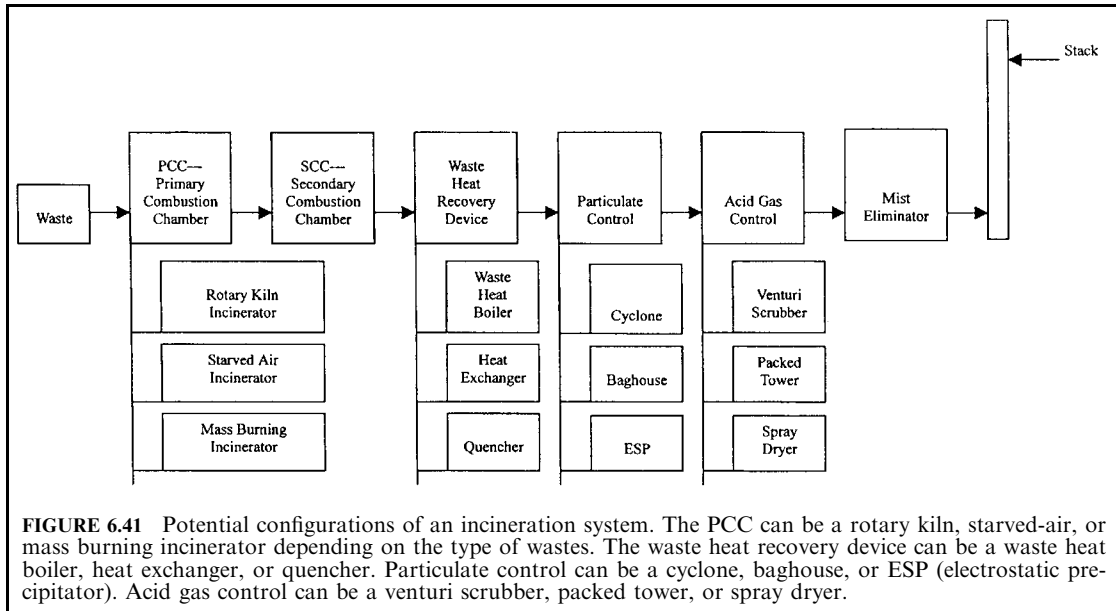 Stack
PCC—
Primary
Combustion
Chamber
SCC—
Secondary
Combustion
Chamber
Waste
Heat
Recovery
Device
Waste
Particulate
Control
Acid Gas
Control
Mist
Eliminator
Rotary Kiln
Incinerator
Starved Air
Incinerator
Mass Burning
Incinerator
Waste
Heat
Boiler
Heat
Exchanger
Quencher
Cyclone
Baghouse
ESP
Venturi
Scrubber
Packed
Tower
Spray
Dryer
FIGURE 6.41 Potential configurations of an incineration system. The PCC can be a rotary kiln, starved-air, or
mass burning incinerator depending on the type of wastes. The waste heat recovery device can be a waste heat
boiler, heat exchanger, or quencher. Particulate control can be a cyclone, baghouse, or ESP (electrostatic pre-
cipitator). Acid gas control can be a venturi scrubber, packed tower, or spray dryer.